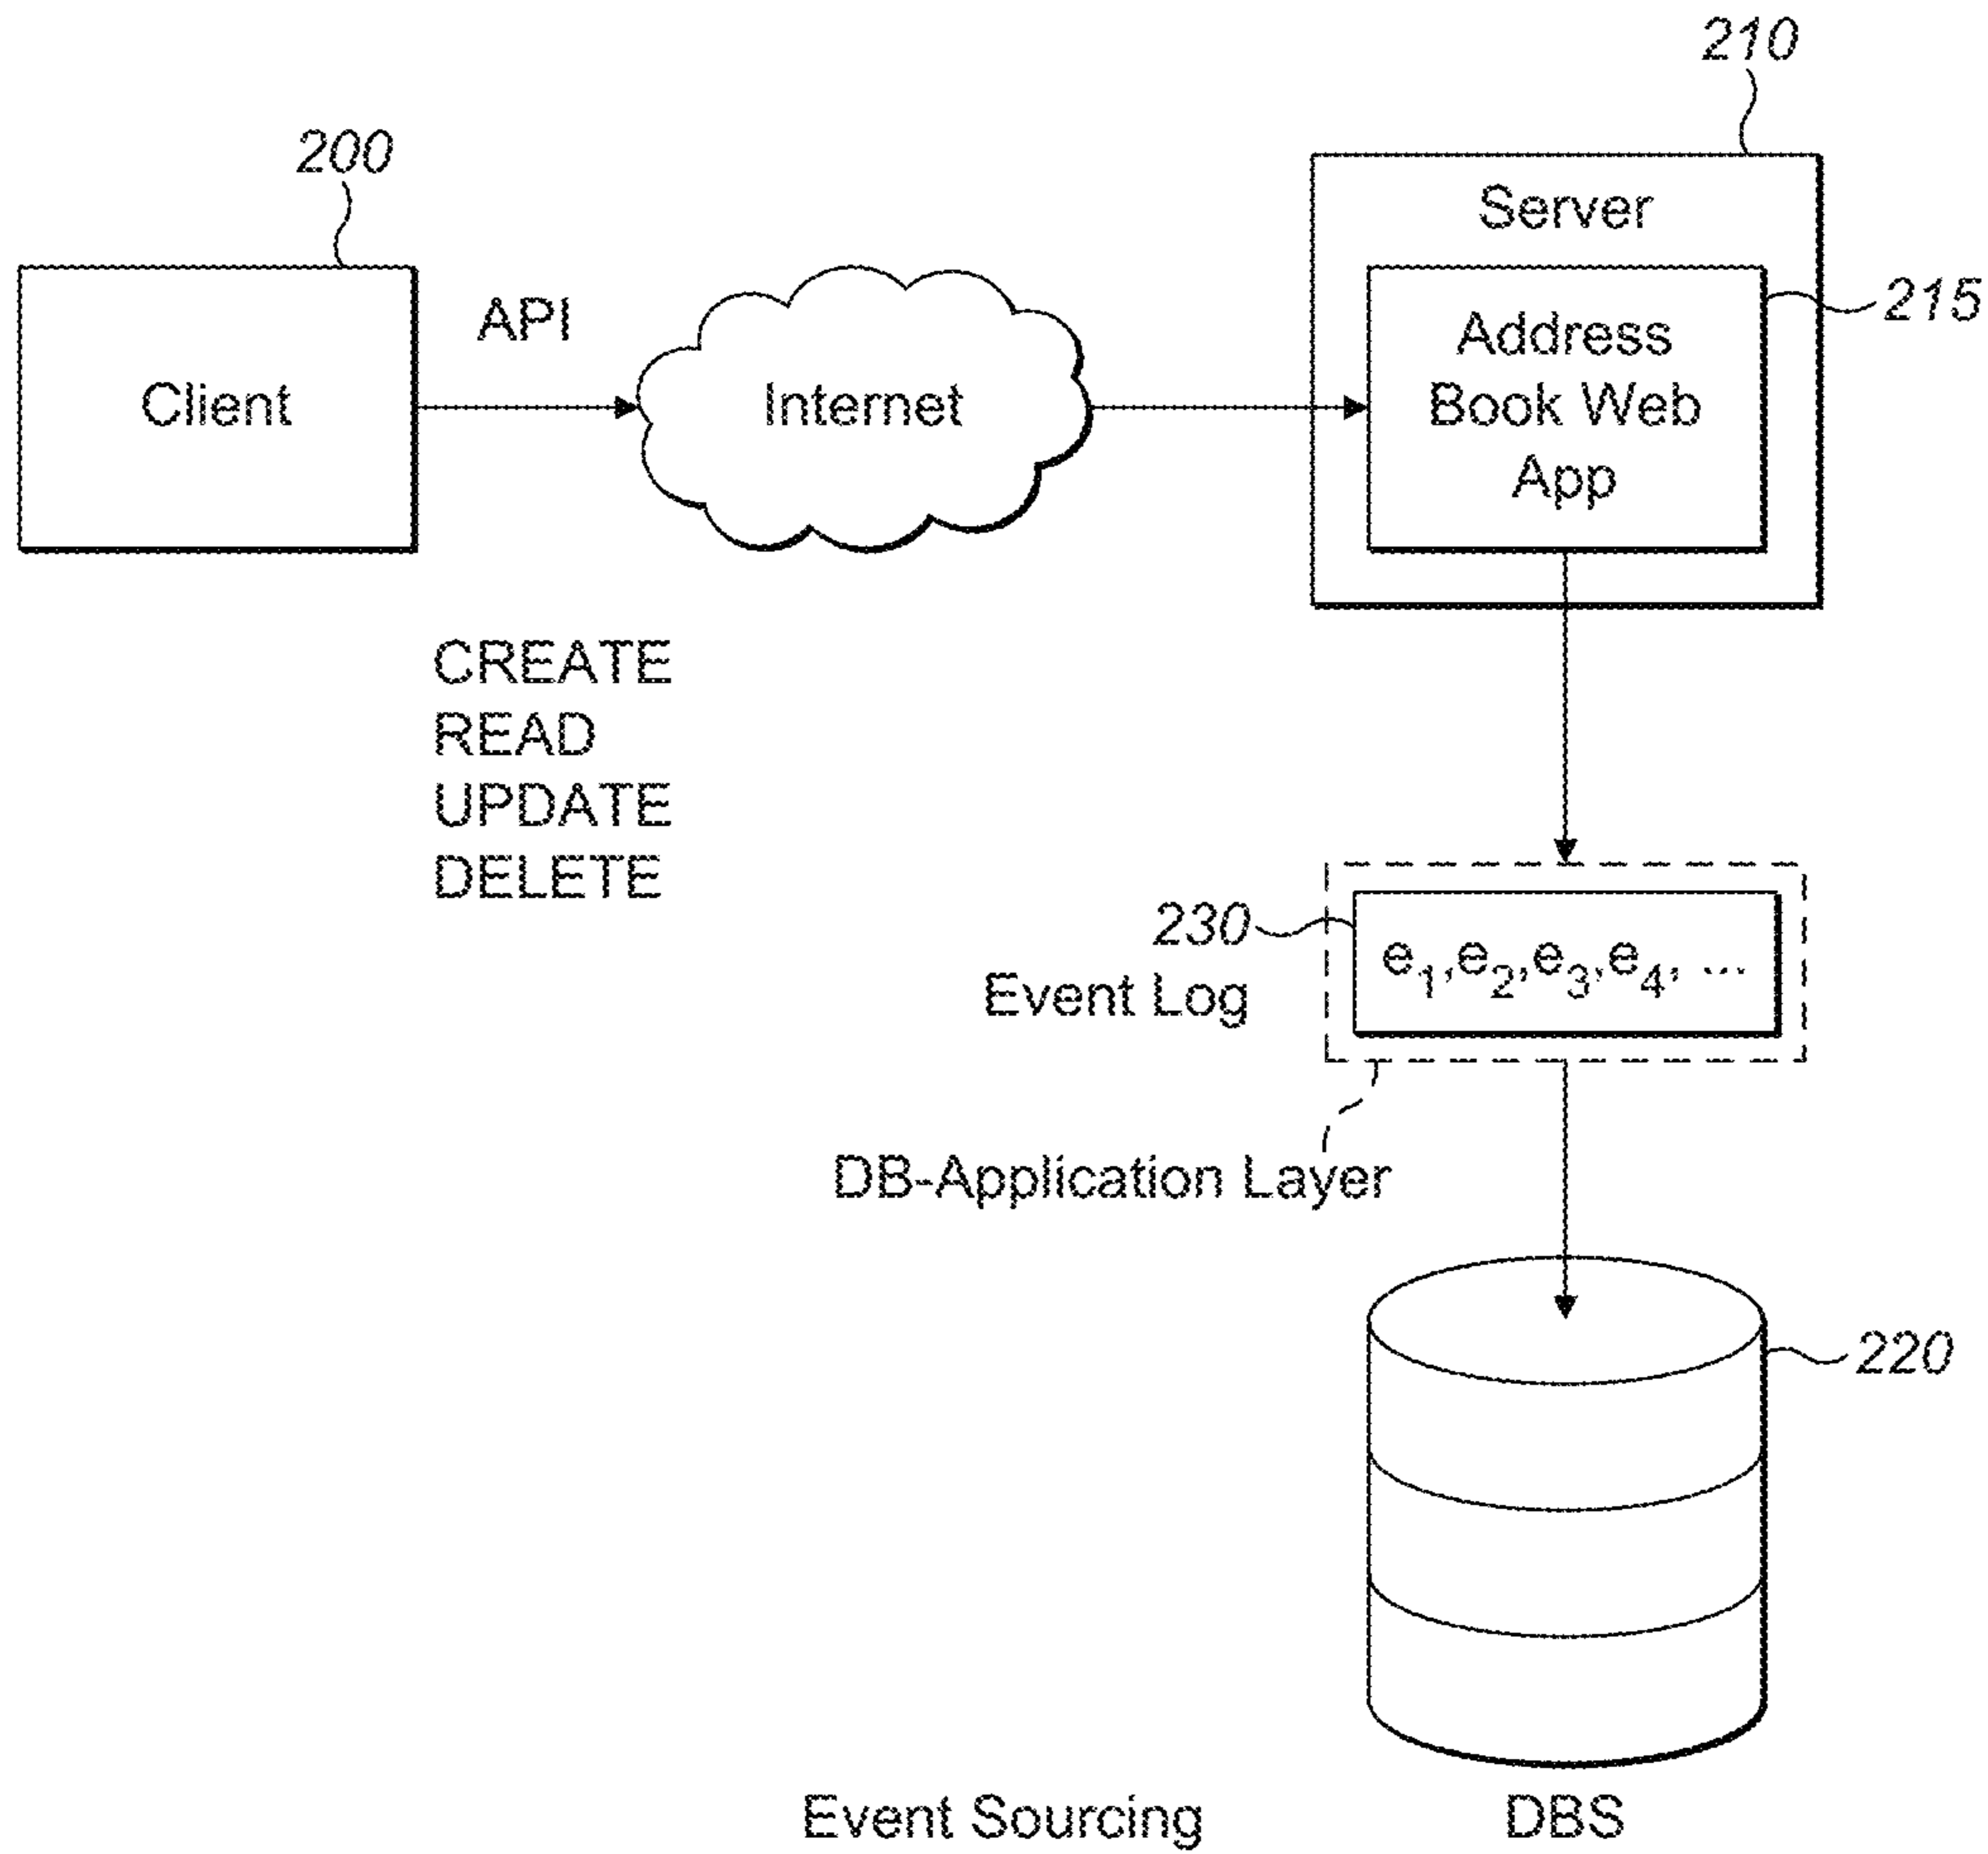 210
200
Server
API
215
Address
Book Web
App
Client
Internet
CREATE
READ
UPDATE
DELETE
230
e1,e2,e3,e4, ...
Event Log
DB-Application Layer
220
Event Sourcing
DBS